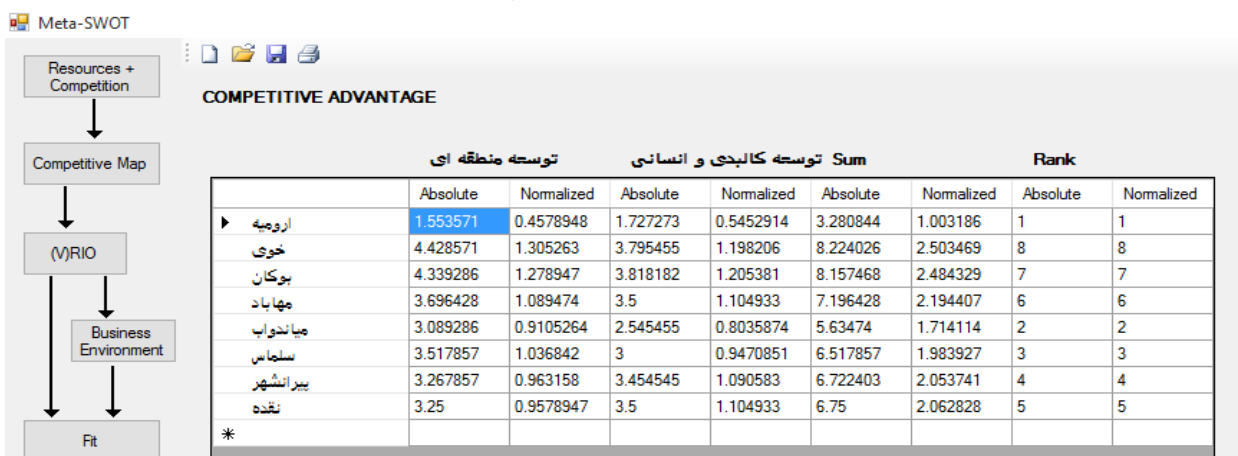 Meta-SWOT
Resources + Competition
Competitive Map
(V)RIO
Business Environment
Fit
COMPETITIVE ADVANTAGE
توسعه منطقه ای توسعه کالبدی و انسانی Sum Rank
Absolute Normalized Absolute Normalized Absolute Normalized Absolute Normalized
ارومیه 1.553571 0.4578948 1.727273 0.5452914 3.280844 1.003186 1 1
خوی 4.428571 1.305263 3.795455 1.198206 8.224026 2.503469 8 8
بوکان 4.339286 1.278947 3.818182 1.205381 8.157468 2.484329 7 7
مهاباد 3.696428 1.089474 3.5 1.104933 7.196428 2.194407 6 6
میاندواب 3.089286 0.9105264 2.545455 0.8035874 5.63474 1.714114 2 2
سلماس 3.517857 1.036842 3 0.9470851 6.517857 1.983927 3 3
پیرانشهر 3.267857 0.963158 3.454545 1.090583 6.722403 2.053741 4 4
نقده 3.25 0.9578947 3.5 1.104933 6.75 2.062828 5 5